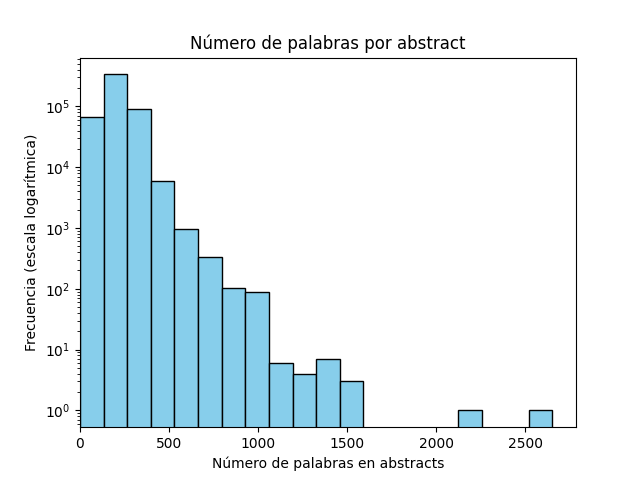 Número de palabras por abstract
Frecuencia (escala logarítmica)
10⁵
10⁴
10³
10²
10¹
10⁰
0 500 1000 1500 2000 2500
Número de palabras en abstracts